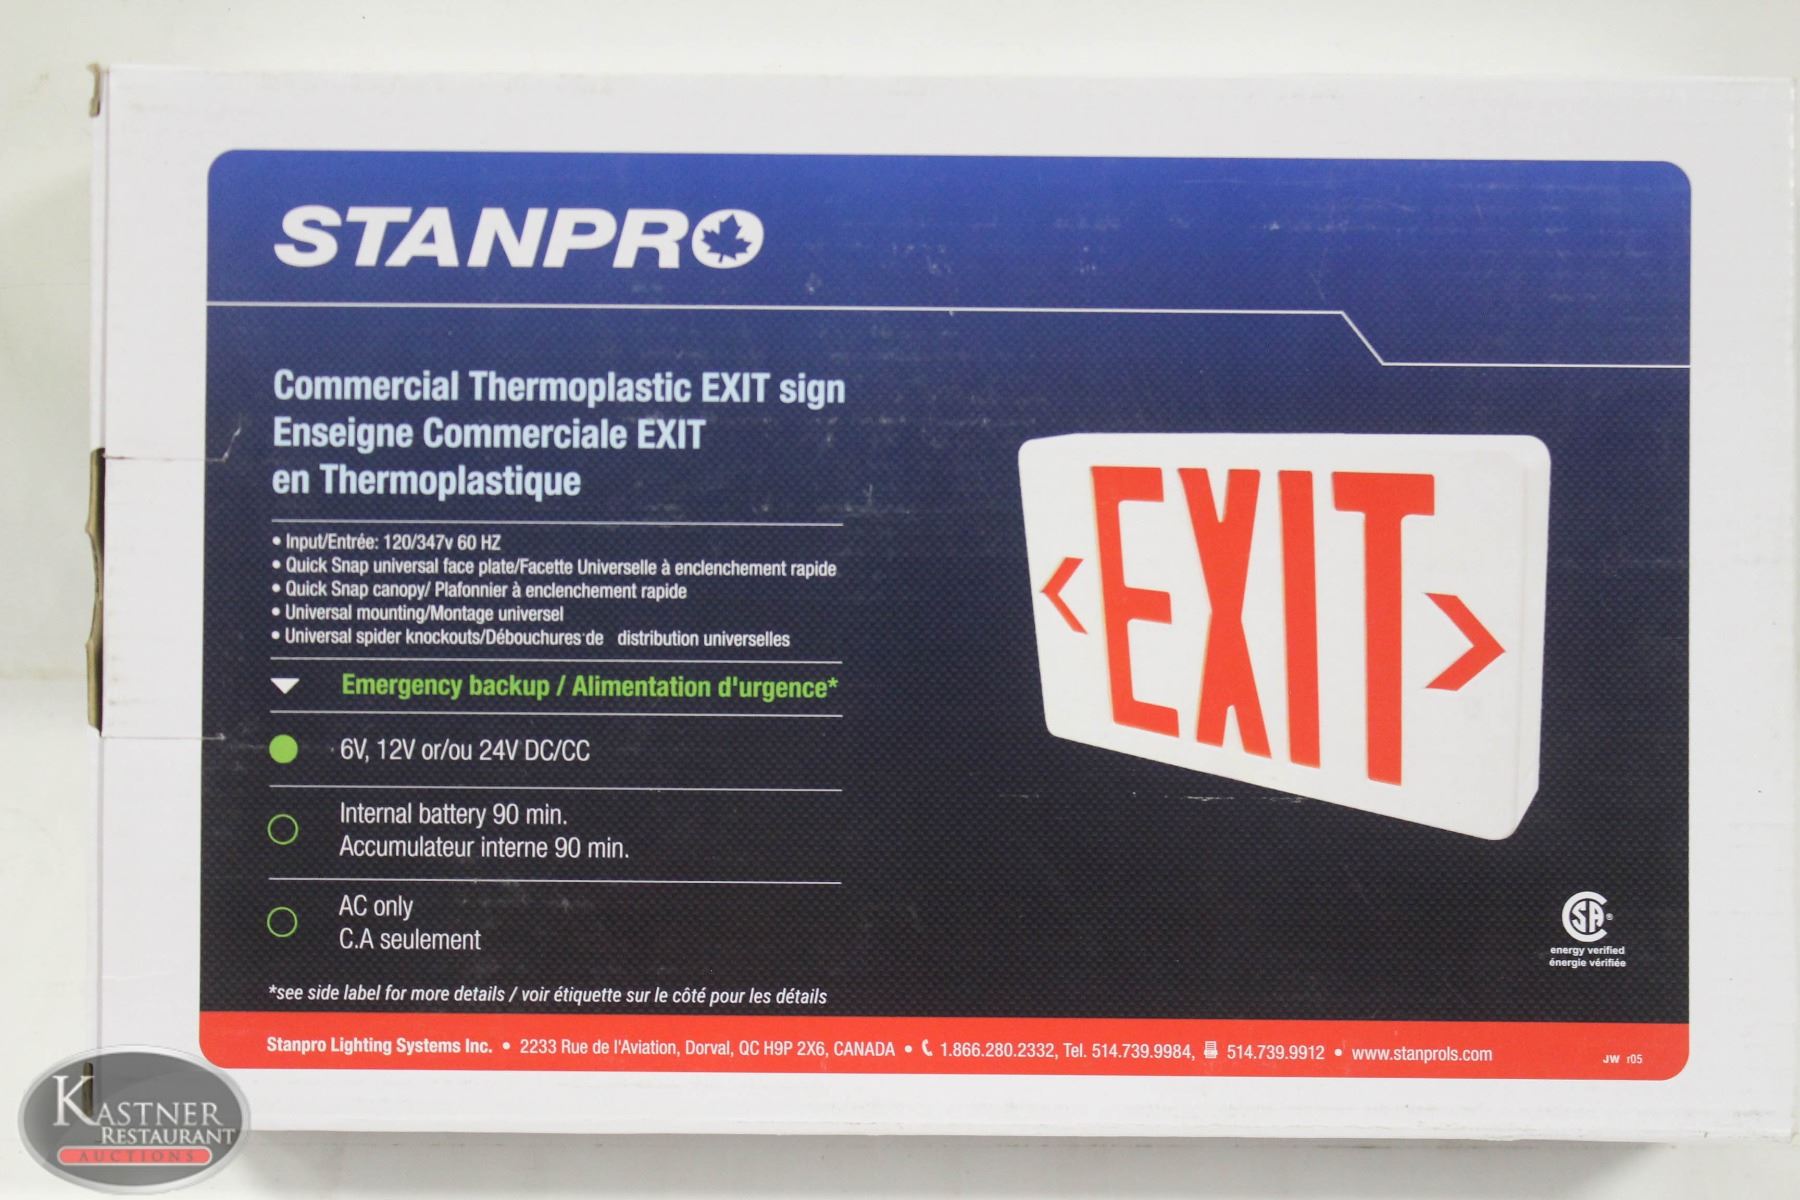 STANPRO
Commercial Thermoplastic EXIT sign
Enseigne Commerciale EXIT
en Thermoplastique
• Input/Entrée: 120/347v 60 HZ
• Quick Snap universal face plate/Facette Universelle à enclenchement rapide
• Quick Snap canopy/ Plafonnier à enclenchement rapide
• Universal mounting/Montage universel
• Universal spider knockouts/Débouchures de distribution universelles
Emergency backup / Alimentation d'urgence*
6V, 12V or/ou 24V DC/CC
Internal battery 90 min.
Accumulateur interne 90 min.
AC only
C.A seulement
*see side label for more details / voir étiquette sur le côté pour les détails
EXIT
CSA®
energy verified
énergie vérifiée
Stanpro Lighting Systems Inc. • 2233 Rue de l'Aviation, Dorval, QC H9P 2X6, CANADA • 1.866.280.2332, Tel. 514.739.9984, 514.739.9912 • www.stanprols.com
JW r05
KASTNER
RESTAURANT
AUCTIONS